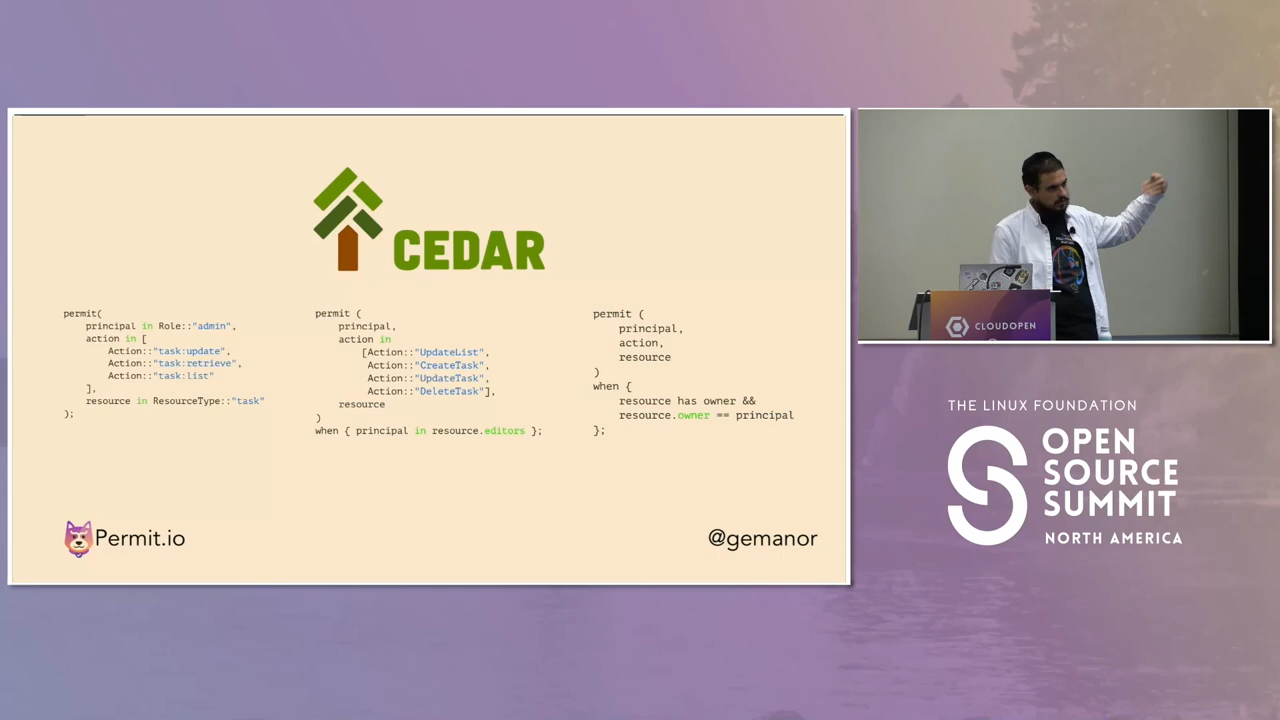 CEDAR
permit(
    principal in Role::"admin",
    action in [
        Action::"task:update",
        Action::"task:retrieve",
        Action::"task:list"
    ],
    resource in ResourceType::"task"
);
permit (
    principal,
    action in
        [Action::"UpdateList",
         Action::"CreateTask",
         Action::"UpdateTask",
         Action::"DeleteTask"],
    resource
)
when { principal in resource.editors };
permit (
    principal,
    action,
    resource
)
when {
    resource has owner &&
    resource.owner == principal
};
Permit.io
@gemanor
CLOUDOPEN
THE LINUX FOUNDATION
OPEN
SOURCE
SUMMIT
NORTH AMERICA